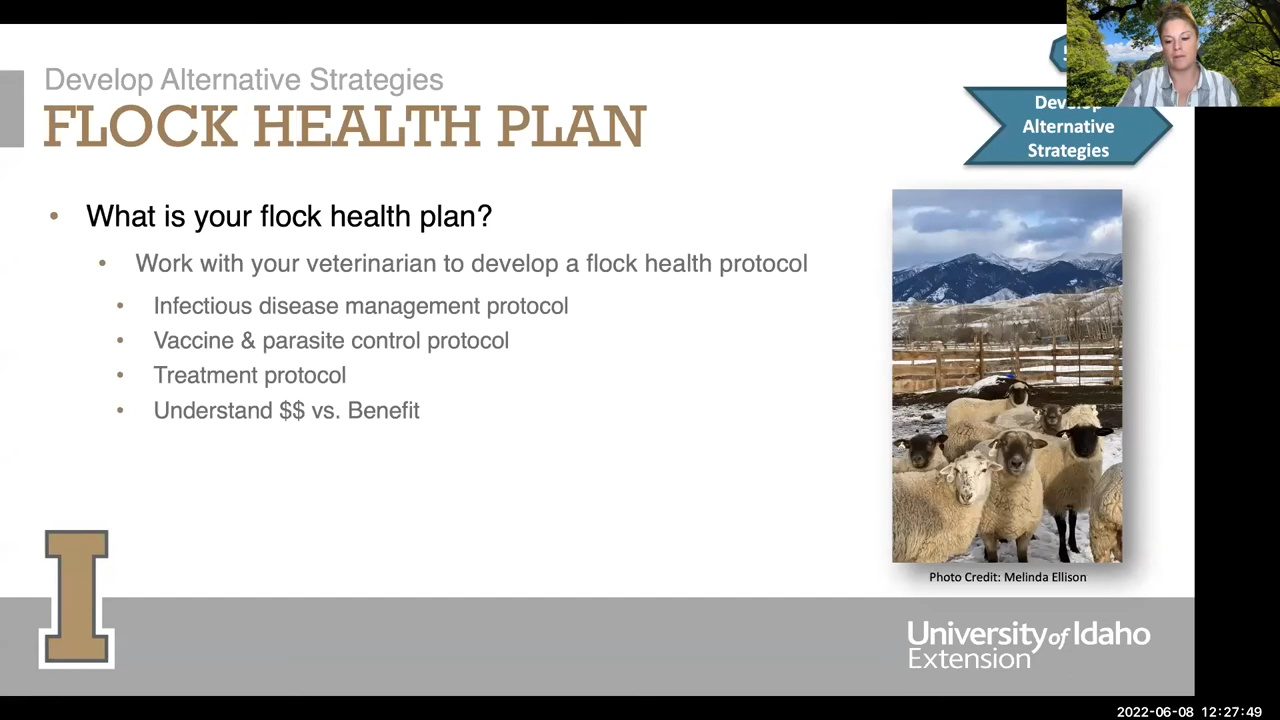 Develop Alternative Strategies
FLOCK HEALTH PLAN
Alternative
Strategies
• What is your flock health plan?
• Work with your veterinarian to develop a flock health protocol
• Infectious disease management protocol
• Vaccine & parasite control protocol
• Treatment protocol
• Understand $$ vs. Benefit
Photo Credit: Melinda Ellison
I
University of Idaho
Extension
2022-06-08 12:27:49